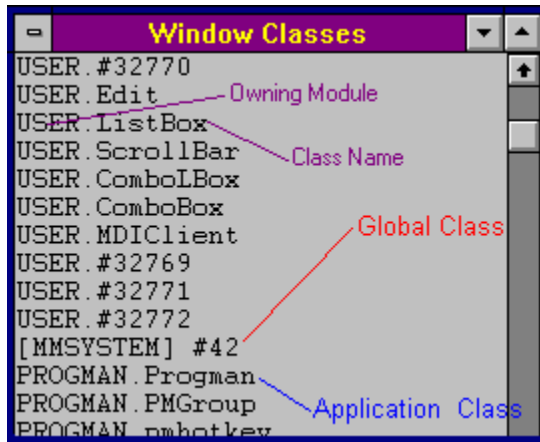 Window Classes
USER.#32770
USER.Edit
Owning Module
USER.ListBox
USER.ScrollBar
Class Name
USER.ComboLBox
USER.ComboBox
USER.MDIClient
Global Class
USER.#32769
USER.#32771
USER.#32772
[MMSYSTEM] #42
PROGMAN.Progman
PROGMAN.PMGroup
Application Class
PROGMAN.pmhotkey